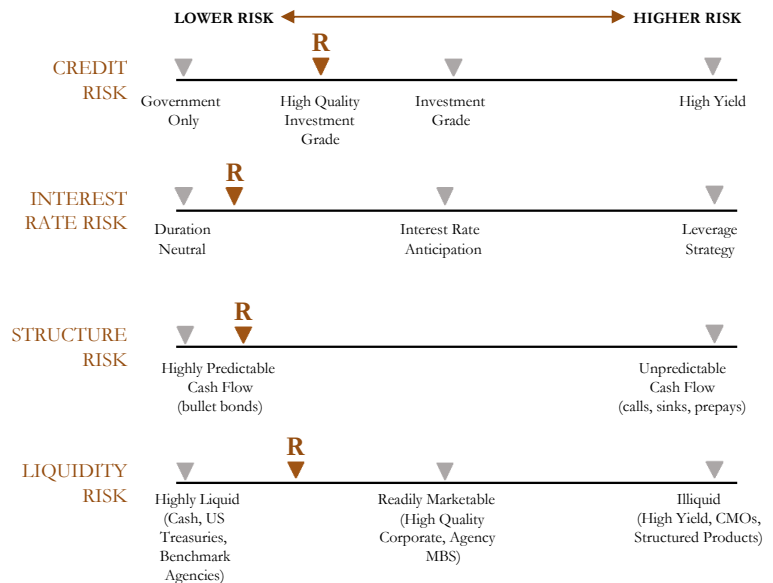 LOWER RISK
HIGHER RISK
R
CREDIT
RISK
Government
Only
High Quality
Investment
Grade
Investment
Grade
High Yield
R
INTEREST
RATE RISK
Duration
Neutral
Interest Rate
Anticipation
Leverage
Strategy
R
STRUCTURE
RISK
Highly Predictable
Cash Flow
(bullet bonds)
Unpredictable
Cash Flow
(calls, sinks, prepays)
R
LIQUIDITY
RISK
Highly Liquid
(Cash, US
Treasuries,
Benchmark
Agencies)
Readily Marketable
(High Quality
Corporate, Agency
MBS)
Illiquid
(High Yield, CMOs,
Structured Products)